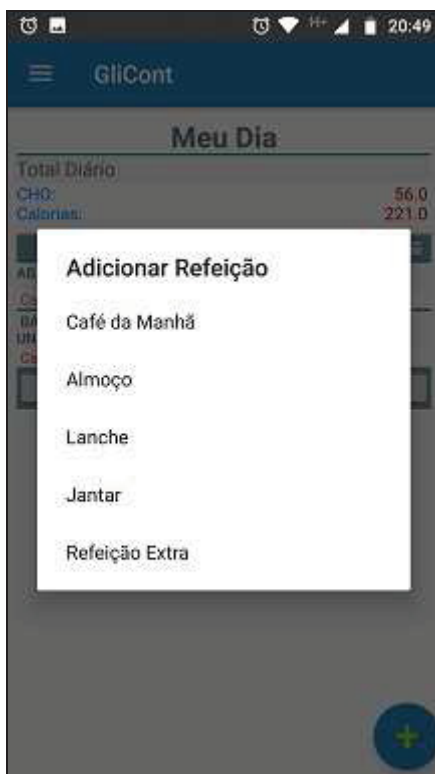 20:49
GliCont
Meu Dia
Total Diário
CHO: 56.0
Calorias: 221.0
Adicionar Refeição
Café da Manhã
Almoço
Lanche
Jantar
Refeição Extra